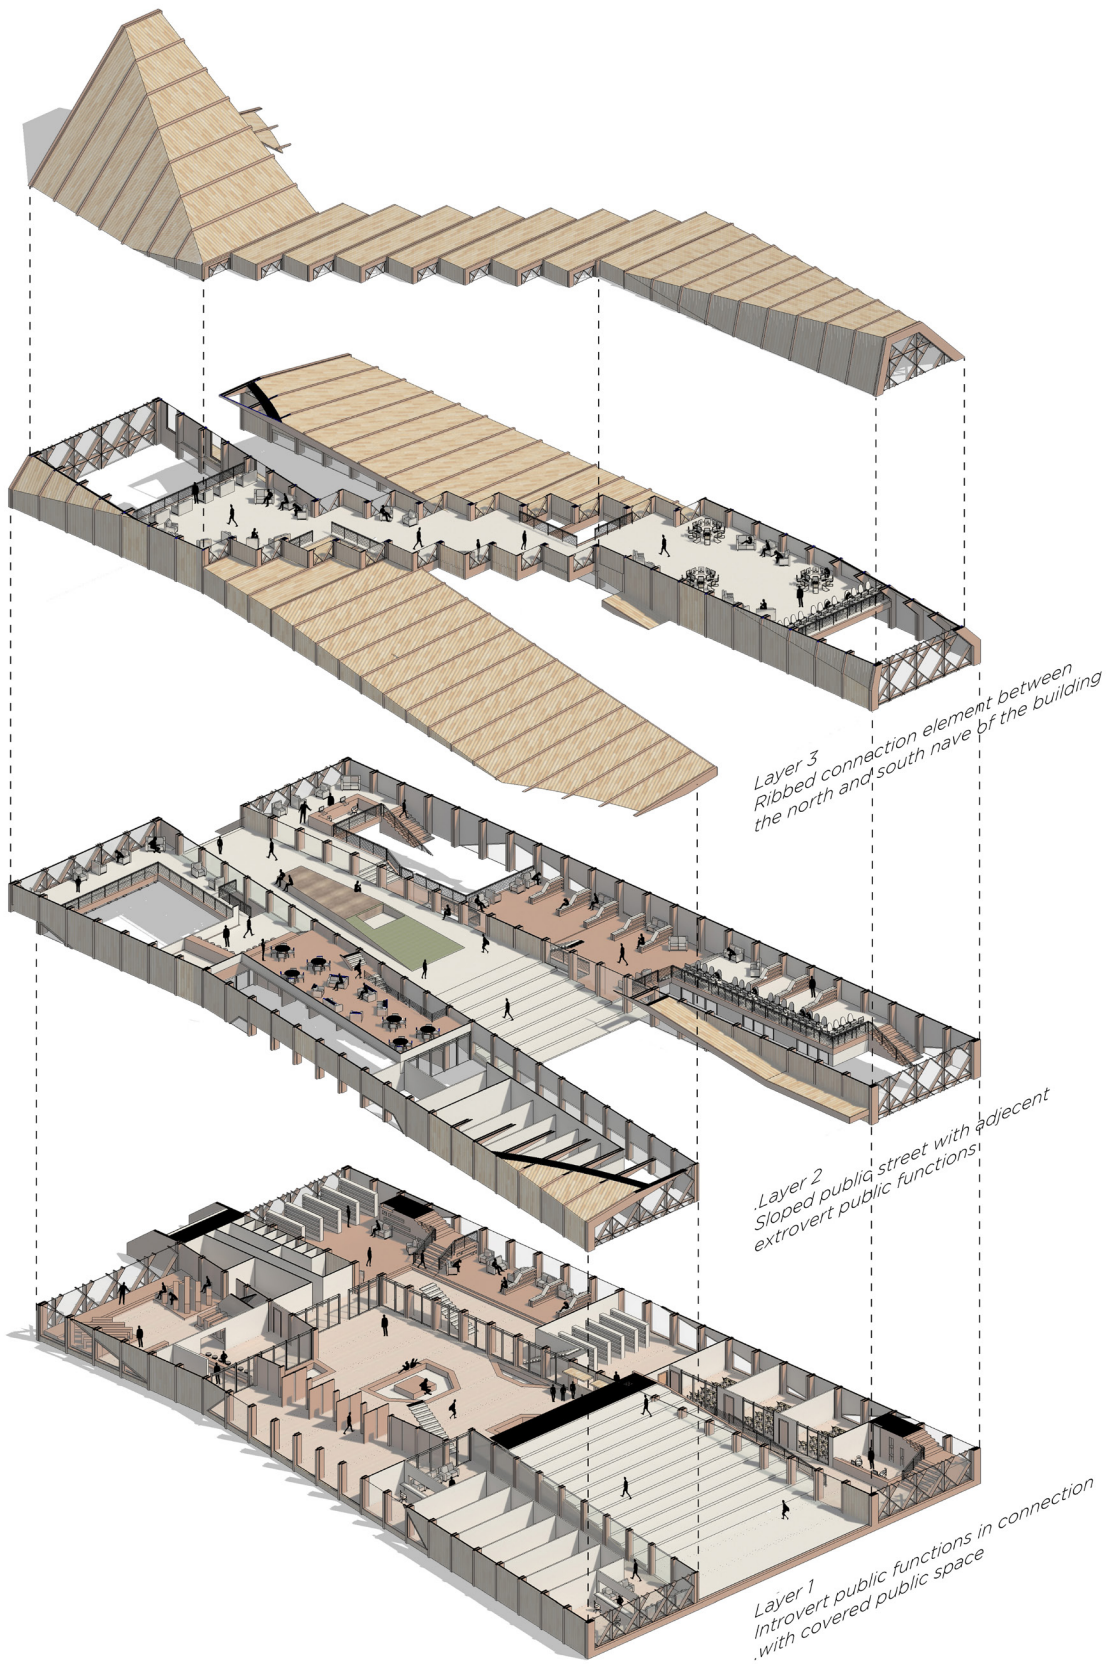 Layer 3
Ribbed connection element between
the north and south nave of the building
.Layer 2
Sloped public street with adjecent
extrovert public functions
Layer 1
Introvert public functions in connection
.with covered public space